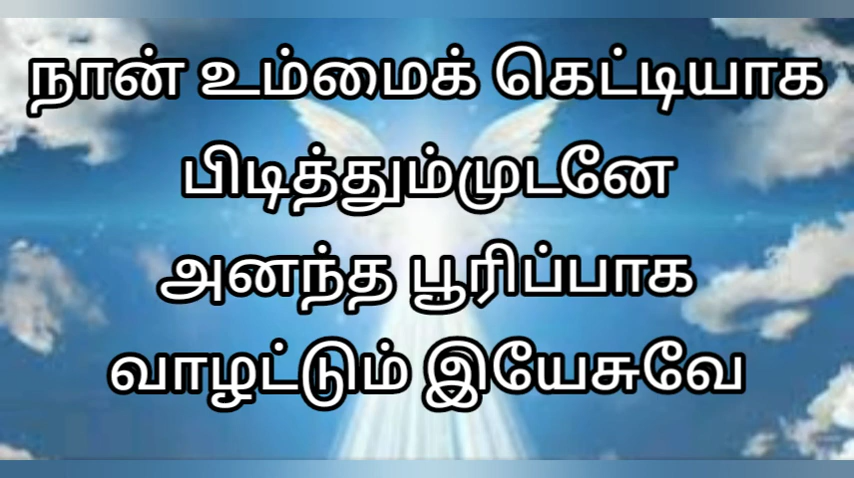 நான் உம்மைக் கெட்டியாக
பிடித்தும்முடனே
அனந்த பூரிப்பாக
வாழட்டும் இயேசுவே